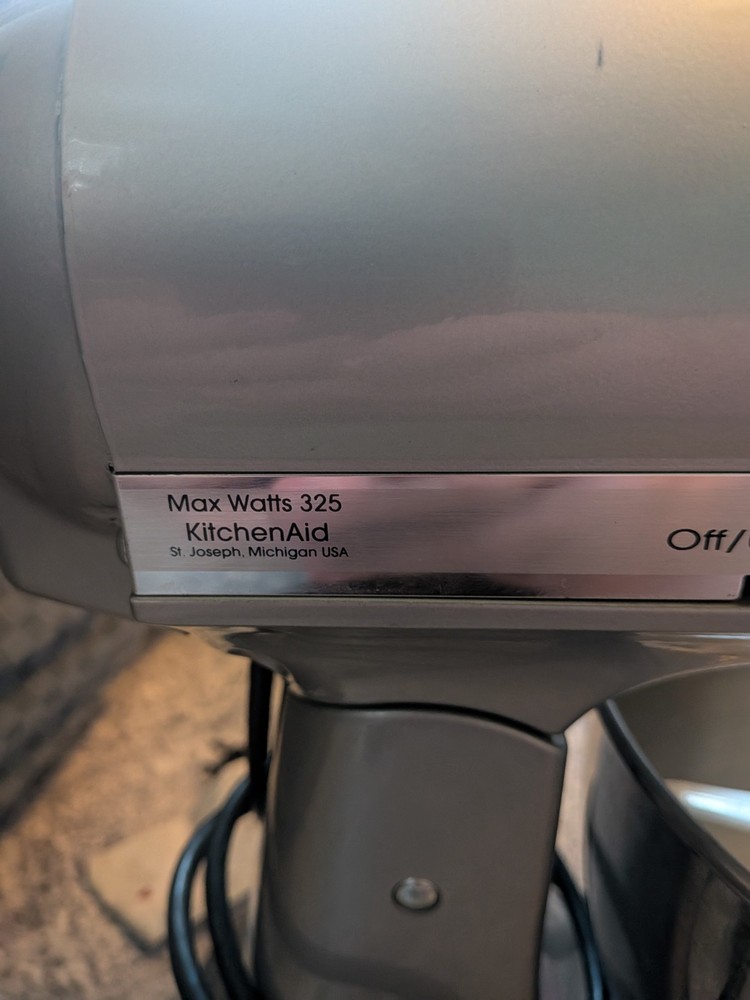 Max Watts 325
KitchenAid
St. Joseph, Michigan USA
Off/